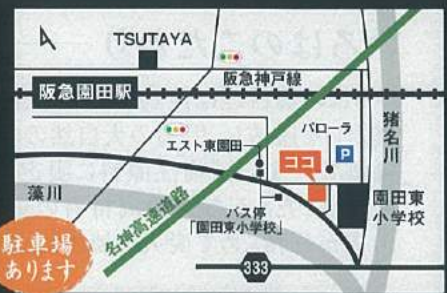 TSUTAYA
阪急神戸線
阪急園田駅
猪名川
パローラ
P
エスト東園田
ココ
藻川
園田東
小学校
バス停
「園田東小学校」
名神高速道路
駐車場
あります
333